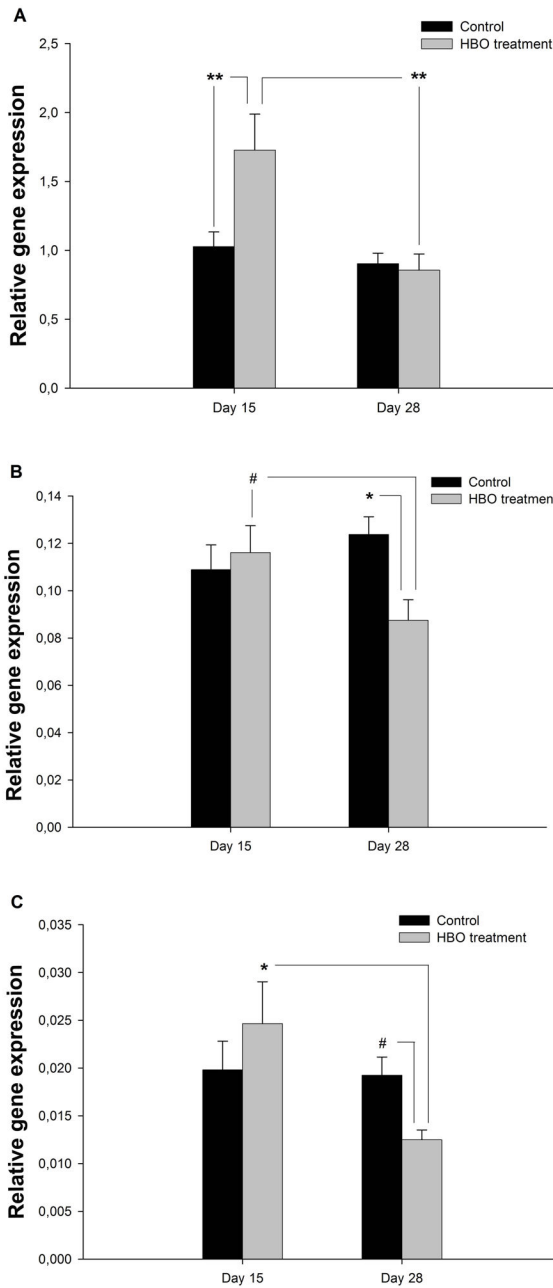 A
Control
HBO treatment
Relative gene expression
2,5
2,0
1,5
1,0
0,5
0,0
**
**
Day 15
Day 28
B
Control
HBO treatment
Relative gene expression
0,14
0,12
0,10
0,08
0,06
0,04
0,02
0,00
#
*
Day 15
Day 28
C
Control
HBO treatment
Relative gene expression
0,035
0,030
0,025
0,020
0,015
0,010
0,005
0,000
*
#
Day 15
Day 28